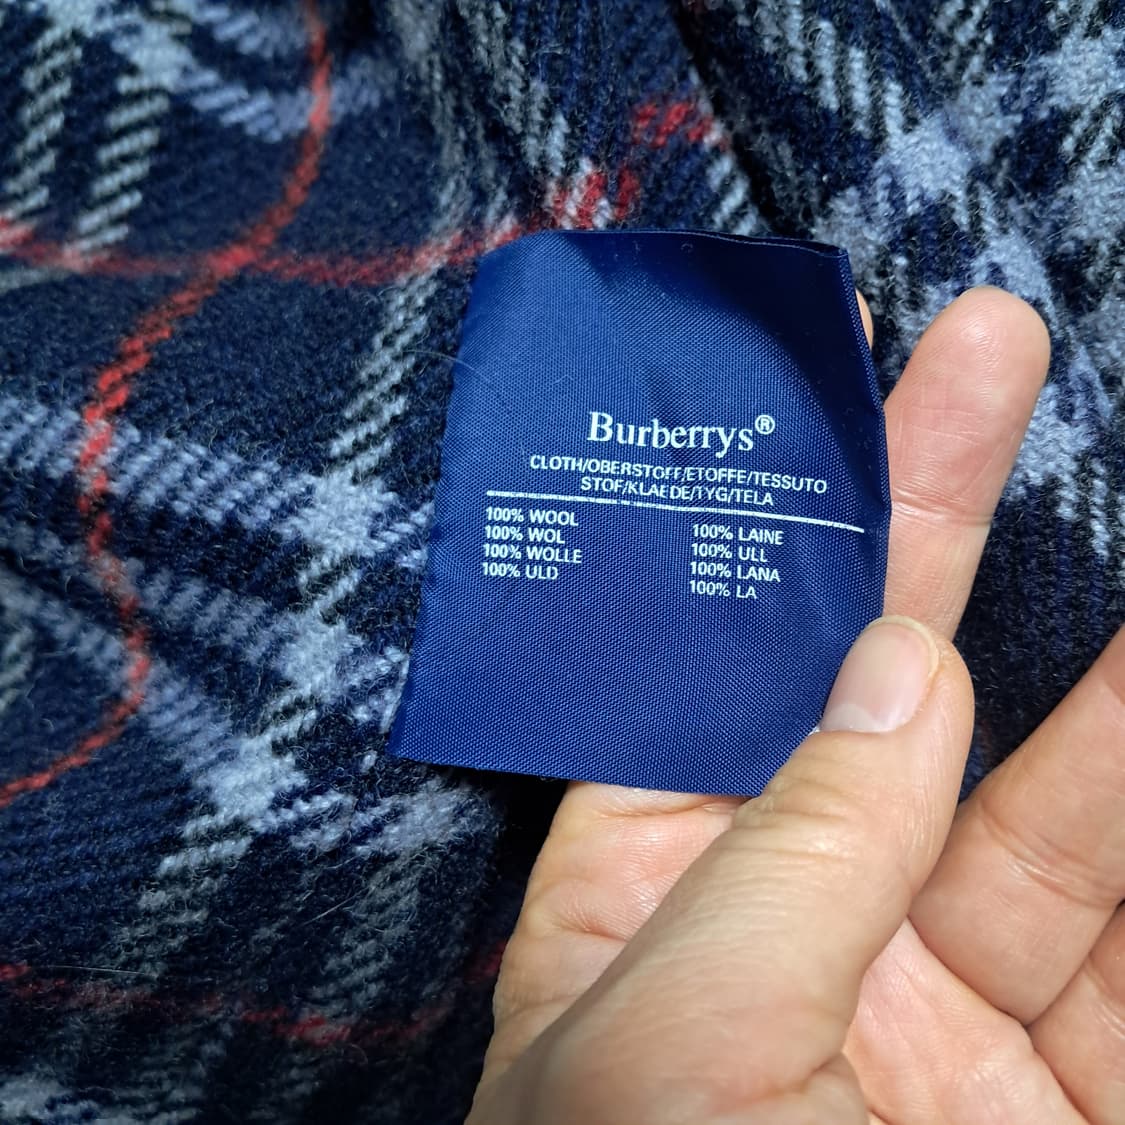 Burberrys®
CLOTH/OBERSTOFF/ETOFFE/TESSUTO
STOF/KLAEDE/TYG/TELA
100% WOOL
100% WOL
100% WOLLE
100% ULD
100% LAINE
100% ULL
100% LANA
100% LA